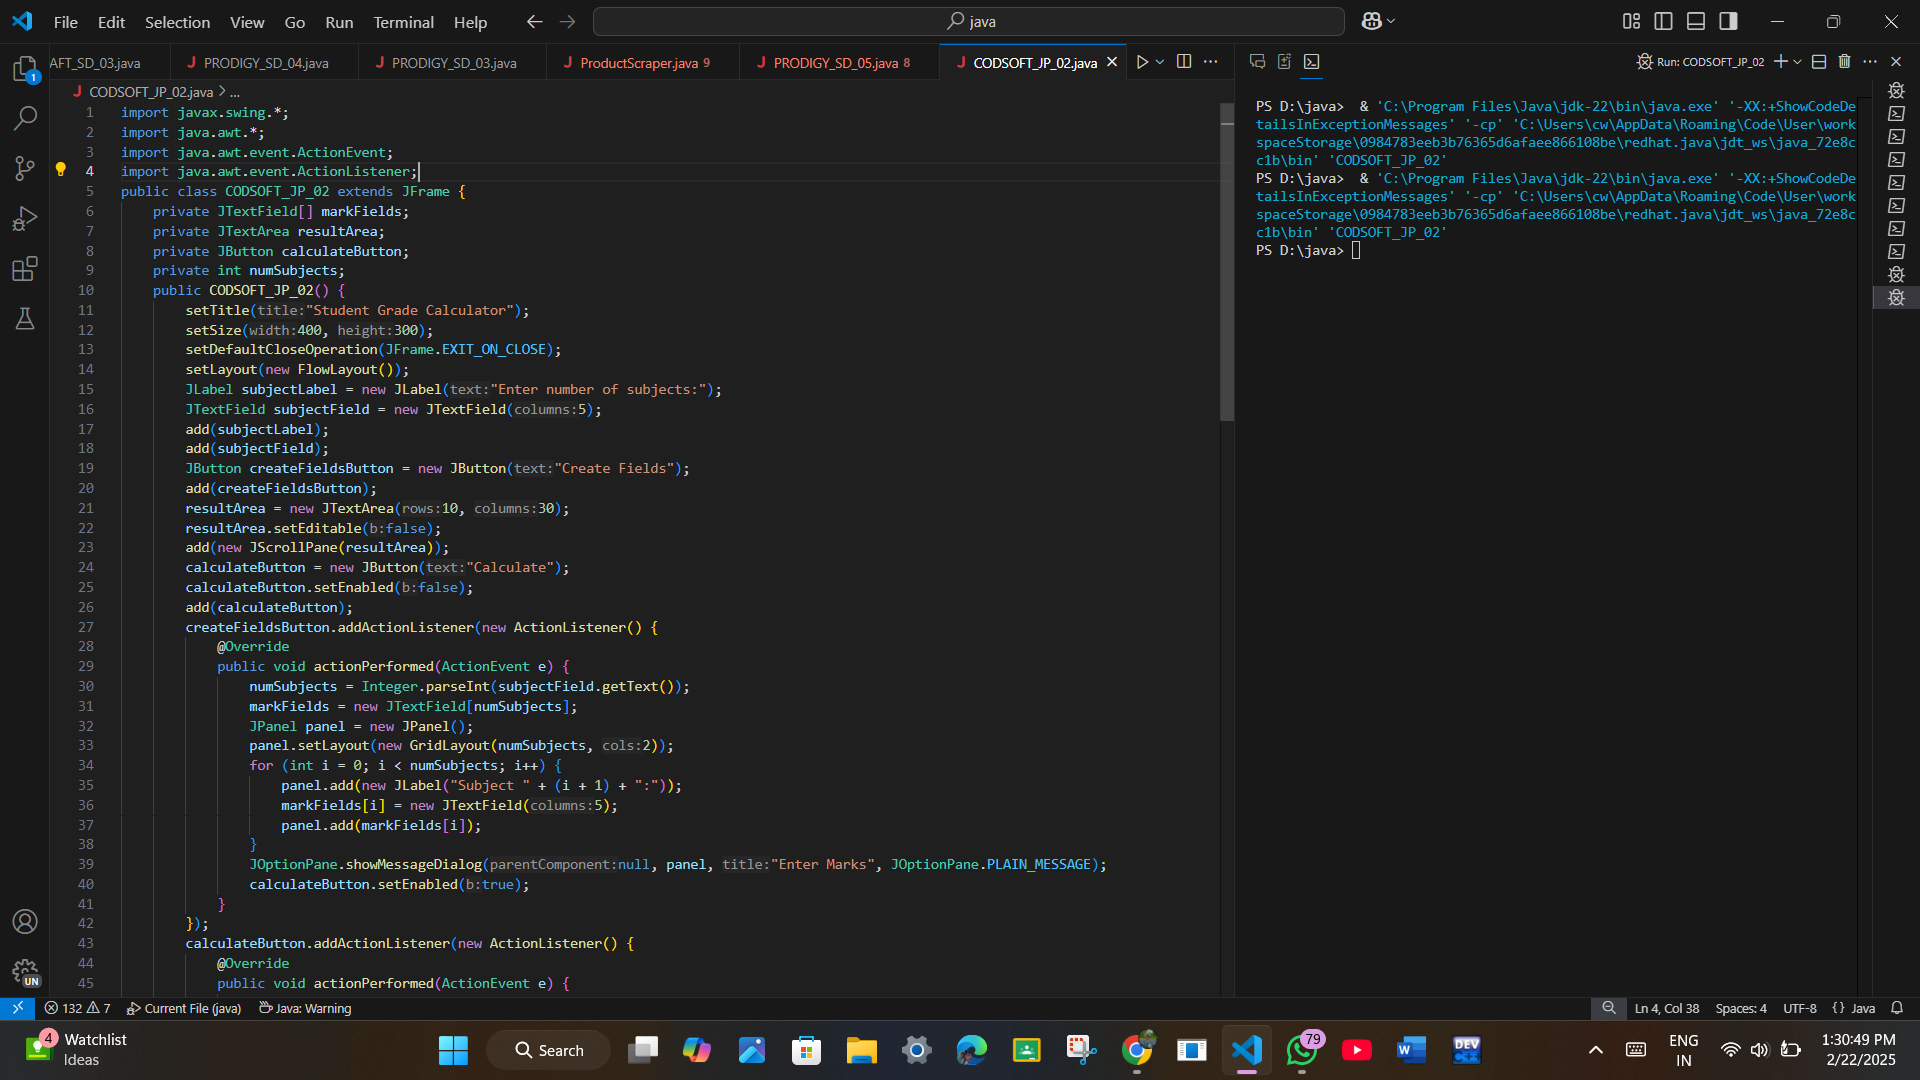 File Edit Selection View Go Run Terminal Help
java
AFT_SD_03.java
PRODIGY_SD_04.java
PRODIGY_SD_03.java
ProductScraper.java 9
PRODIGY_SD_05.java 8
CODSOFT_JP_02.java
Run: CODSOFT_JP_02
CODSOFT_JP_02.java > ...
1 import javax.swing.*;
2 import java.awt.*;
3 import java.awt.event.ActionEvent;
4 import java.awt.event.ActionListener;
5 public class CODSOFT_JP_02 extends JFrame {
6 private JTextField[] markFields;
7 private JTextArea resultArea;
8 private JButton calculateButton;
9 private int numSubjects;
10 public CODSOFT_JP_02() {
11 setTitle(title:"Student Grade Calculator");
12 setSize(width:400, height:300);
13 setDefaultCloseOperation(JFrame.EXIT_ON_CLOSE);
14 setLayout(new FlowLayout());
15 JLabel subjectLabel = new JLabel(text:"Enter number of subjects:");
16 JTextField subjectField = new JTextField(columns:5);
17 add(subjectLabel);
18 add(subjectField);
19 JButton createFieldsButton = new JButton(text:"Create Fields");
20 add(createFieldsButton);
21 resultArea = new JTextArea(rows:10, columns:30);
22 resultArea.setEditable(b:false);
23 add(new JScrollPane(resultArea));
24 calculateButton = new JButton(text:"Calculate");
25 calculateButton.setEnabled(b:false);
26 add(calculateButton);
27 createFieldsButton.addActionListener(new ActionListener() {
28 @Override
29 public void actionPerformed(ActionEvent e) {
30 numSubjects = Integer.parseInt(subjectField.getText());
31 markFields = new JTextField[numSubjects];
32 JPanel panel = new JPanel();
33 panel.setLayout(new GridLayout(numSubjects, cols:2));
34 for (int i = 0; i < numSubjects; i++) {
35 panel.add(new JLabel("Subject " + (i + 1) + ":"));
36 markFields[i] = new JTextField(columns:5);
37 panel.add(markFields[i]);
38 }
39 JOptionPane.showMessageDialog(parentComponent:null, panel, title:"Enter Marks", JOptionPane.PLAIN_MESSAGE);
40 calculateButton.setEnabled(b:true);
41 }
42 });
43 calculateButton.addActionListener(new ActionListener() {
44 @Override
45 public void actionPerformed(ActionEvent e) {
PS D:\java> & 'C:\Program Files\Java\jdk-22\bin\java.exe' '-XX:+ShowCodeDe
tailsInExceptionMessages' '-cp' 'C:\Users\cw\AppData\Roaming\Code\User\work
spaceStorage\0984783eeb3b76365d6afaee866108be\redhat.java\jdt_ws\java_72e8c
c1b\bin' 'CODSOFT_JP_02'
PS D:\java> & 'C:\Program Files\Java\jdk-22\bin\java.exe' '-XX:+ShowCodeDe
tailsInExceptionMessages' '-cp' 'C:\Users\cw\AppData\Roaming\Code\User\work
spaceStorage\0984783eeb3b76365d6afaee866108be\redhat.java\jdt_ws\java_72e8c
c1b\bin' 'CODSOFT_JP_02'
PS D:\java>
1
UN
132 7 Current File (java) Java: Warning
Ln 4, Col 38 Spaces: 4 UTF-8 {} Java
4
Watchlist
Ideas
Search
79
W
DEV
C++
ENG
IN
1:30:49 PM
2/22/2025